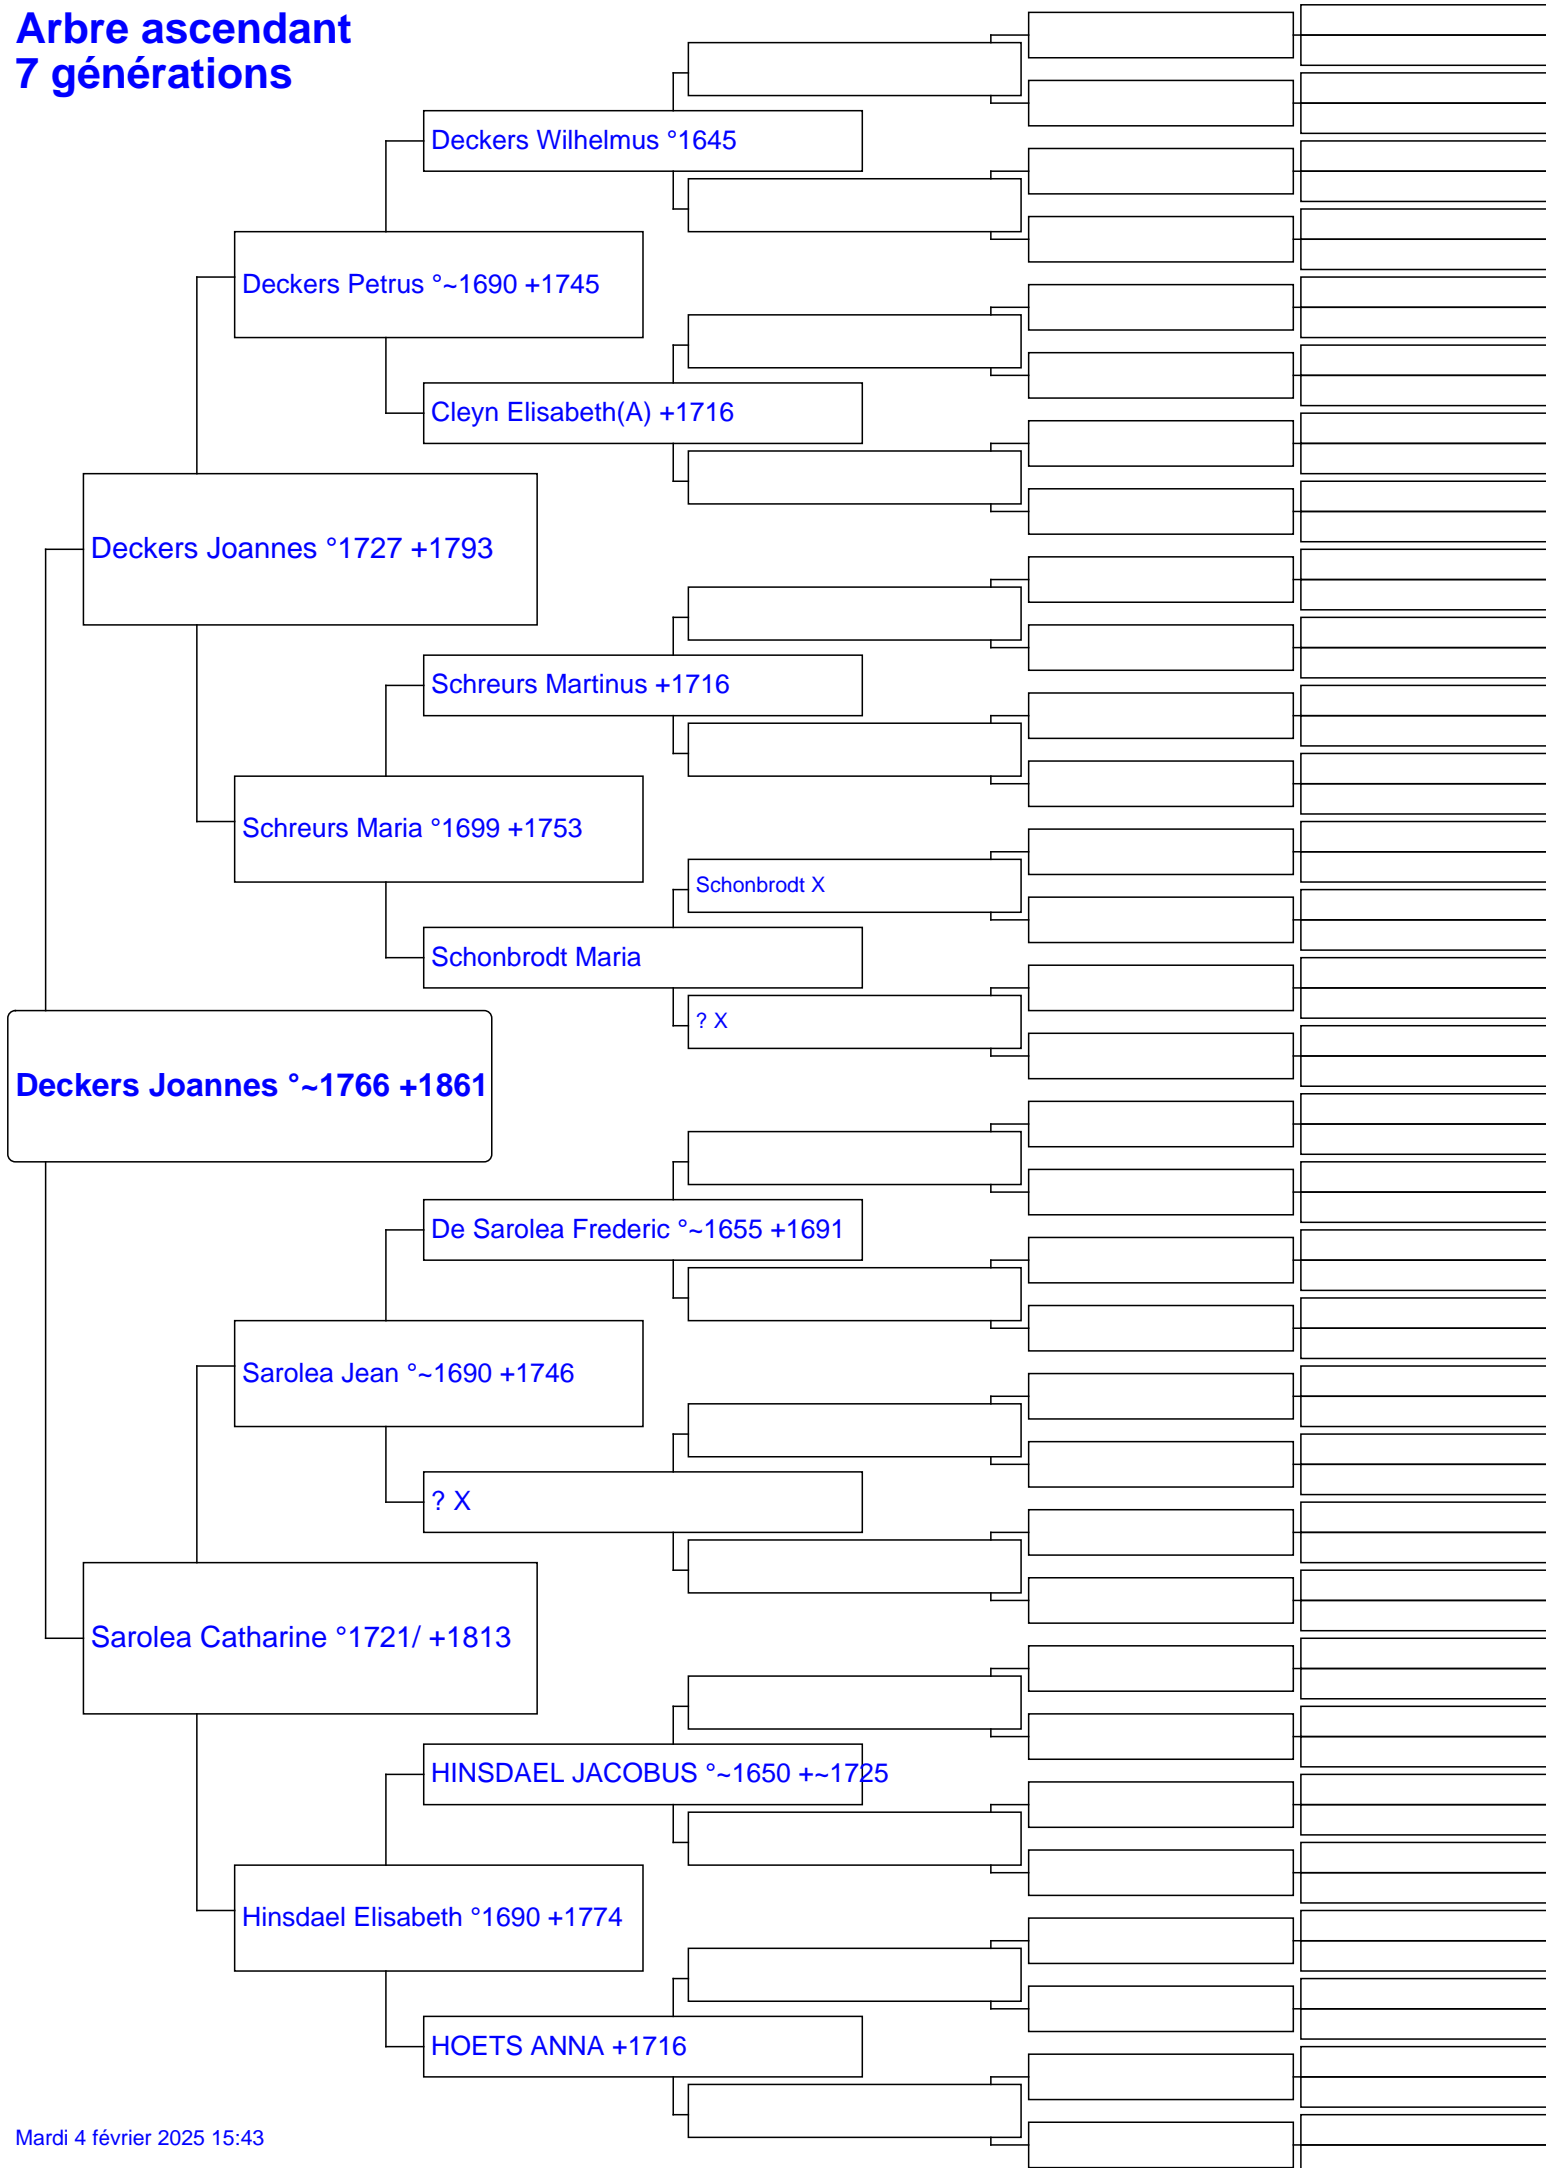 Arbre ascendant
7 générations
Deckers Wilhelmus °1645
Deckers Petrus °~1690 +1745
Cleyn Elisabeth(A) +1716
Deckers Joannes °1727 +1793
Schreurs Martinus +1716
Schreurs Maria °1699 +1753
Schonbrodt X
Schonbrodt Maria
? X
Deckers Joannes °~1766 +1861
De Sarolea Frederic °~1655 +1691
Sarolea Jean °~1690 +1746
? X
Sarolea Catharine °1721/ +1813
HINSDAEL JACOBUS °~1650 +~1725
Hinsdael Elisabeth °1690 +1774
HOETS ANNA +1716
Mardi 4 février 2025 15:43